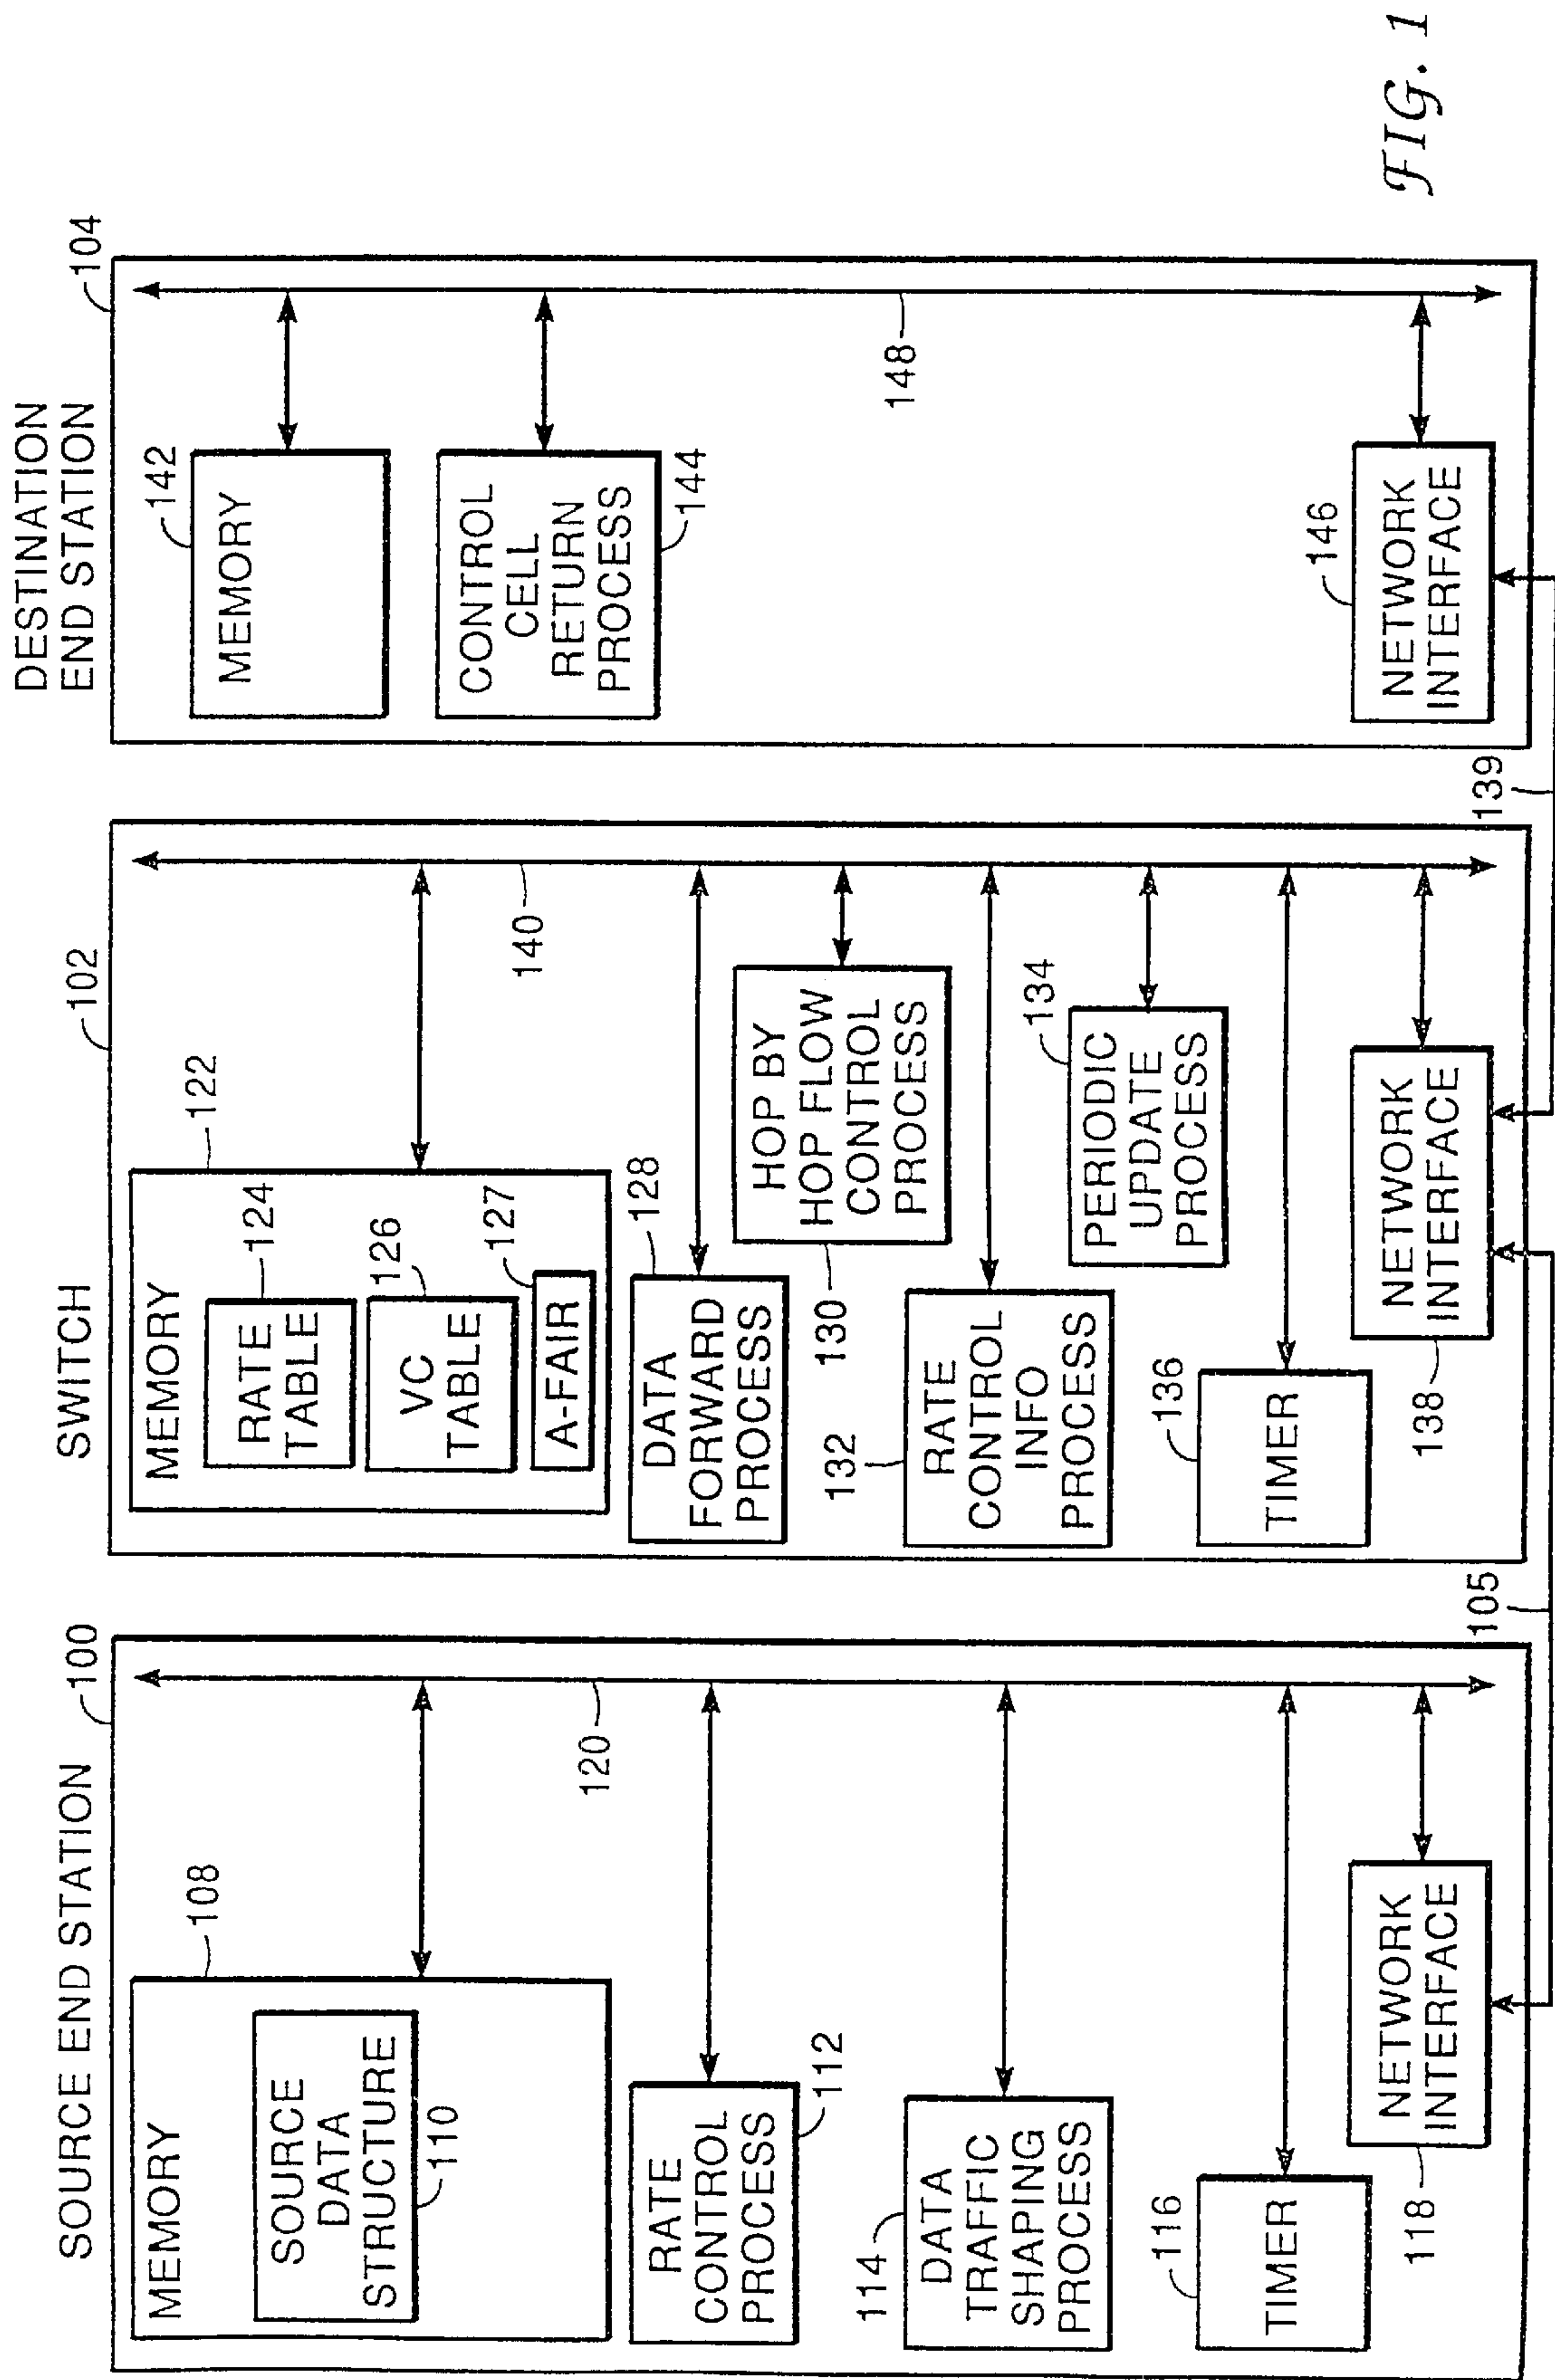 SOURCE END STATION
100
MEMORY
108
SOURCE
DATA
STRUCTURE
110
120
RATE
CONTROL
PROCESS
112
114
DATA
TRAFFIC
SHAPING
PROCESS
116
TIMER
118
NETWORK
INTERFACE
105
SWITCH
102
MEMORY
122
RATE
TABLE
124
VC
TABLE
126
A-FAIR
127
140
DATA
FORWARD
PROCESS
128
HOP BY
HOP FLOW
CONTROL
PROCESS
130
RATE
CONTROL
INFO
PROCESS
132
PERIODIC
UPDATE
PROCESS
134
136
TIMER
138
NETWORK
INTERFACE
139
DESTINATION
END STATION
104
142
MEMORY
CONTROL
CELL
RETURN
PROCESS
144
148
146
NETWORK
INTERFACE
FIG. 1